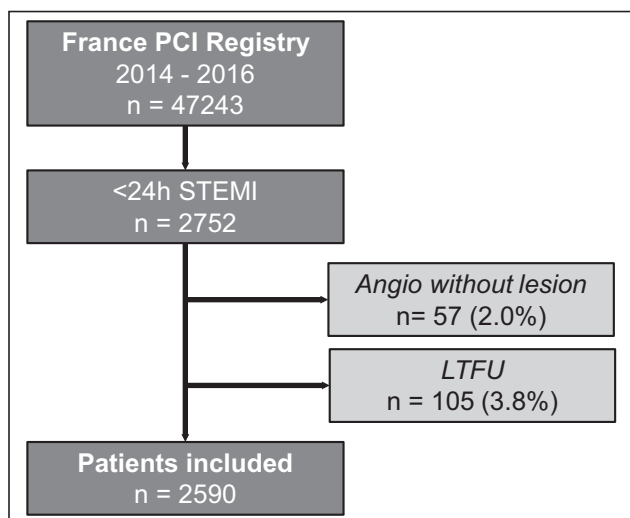 France PCI Registry
2014 - 2016
n = 47243
<24h STEMI
n = 2752
Angio without lesion
n= 57 (2.0%)
LTFU
n = 105 (3.8%)
Patients included
n = 2590